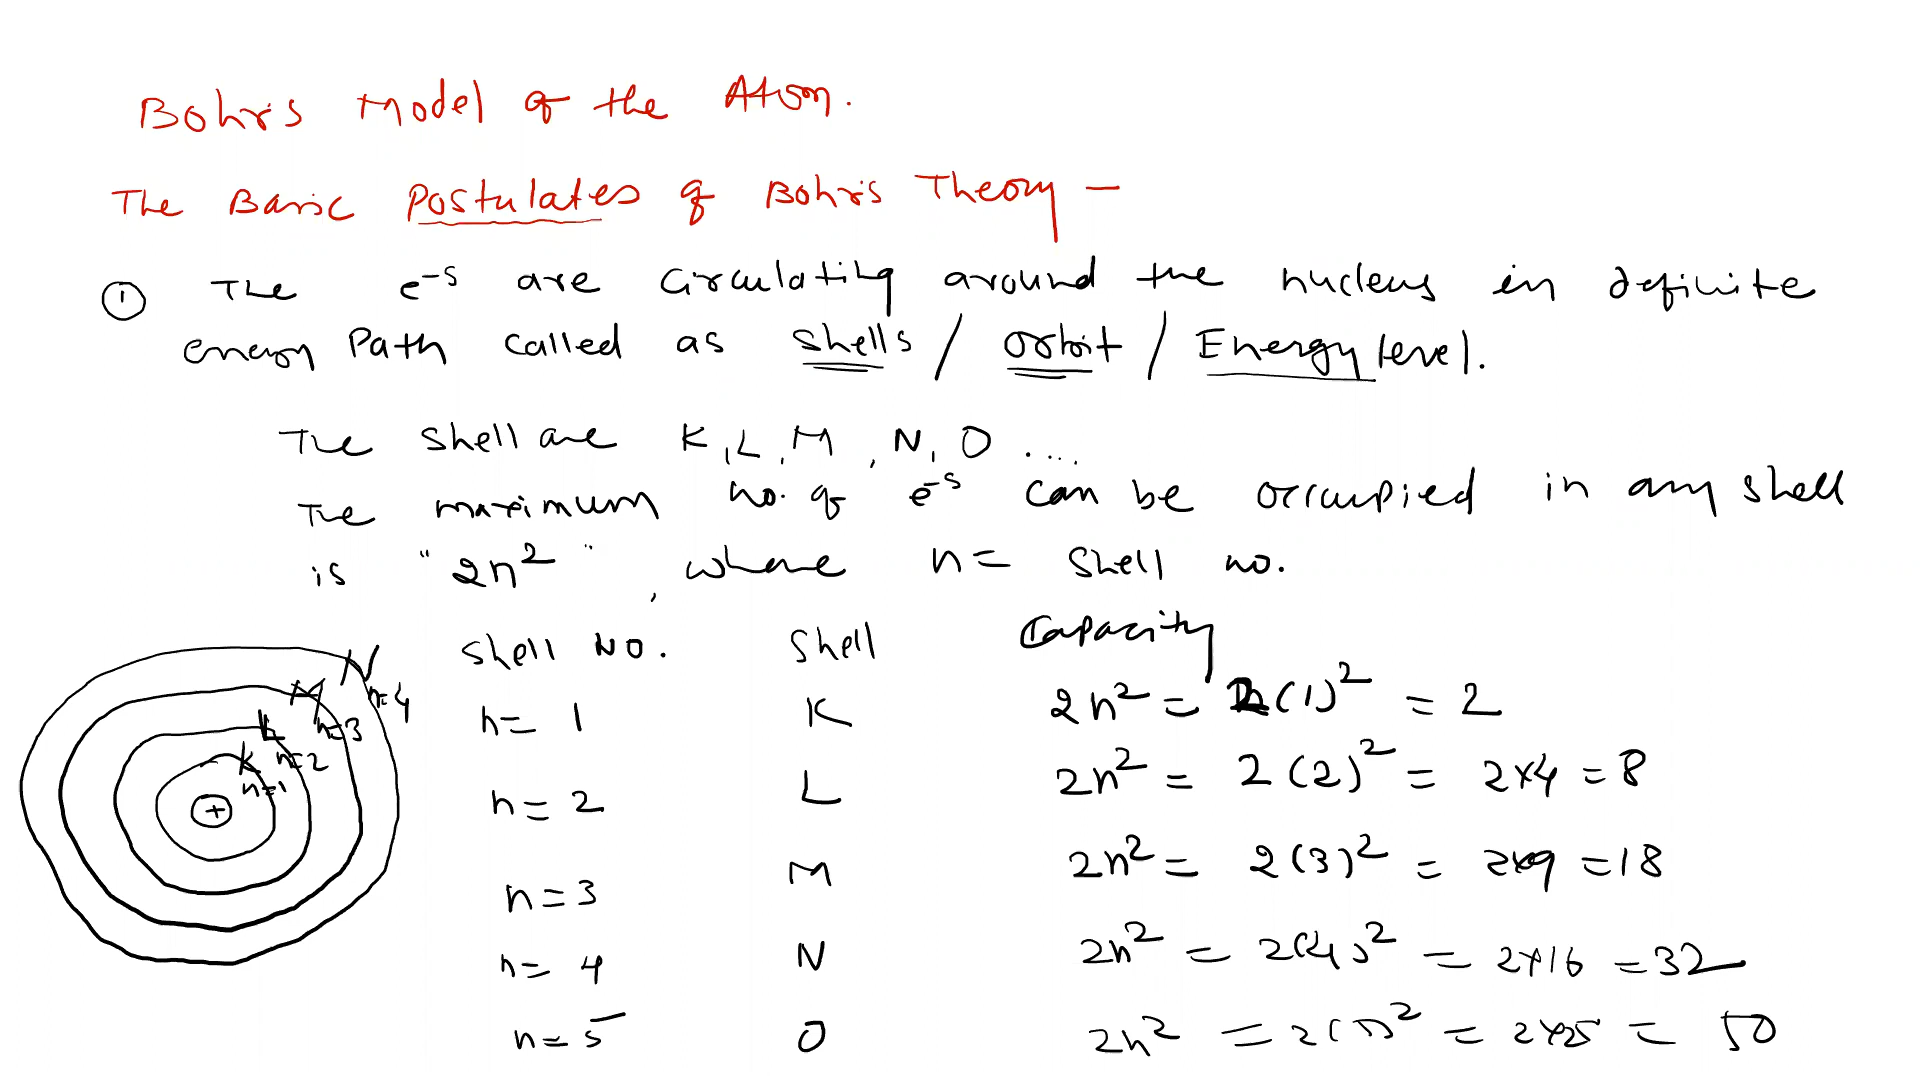 Bohr's Model of the Atom.
The Basic Postulates of Bohr's Theory —
① The e⁻s are circulating around the nucleus in definite
energy Path called as shells / orbit / Energy level.
The shell are K, L, M, N, O ....
The maximum no. of e⁻s can be occupied in any shell
is "2n²", where n = shell no.
Shell No. Shell Capacity
n = 1 K 2n² = 2(1)² = 2
n = 2 L 2n² = 2(2)² = 2×4 = 8
n = 3 M 2n² = 2(3)² = 2×9 = 18
n = 4 N 2n² = 2(4)² = 2×16 = 32
n = 5 O 2n² = 2(5)² = 2×25 = 50
N
n=4
M
n=3
L
n=2
K
n=1
+